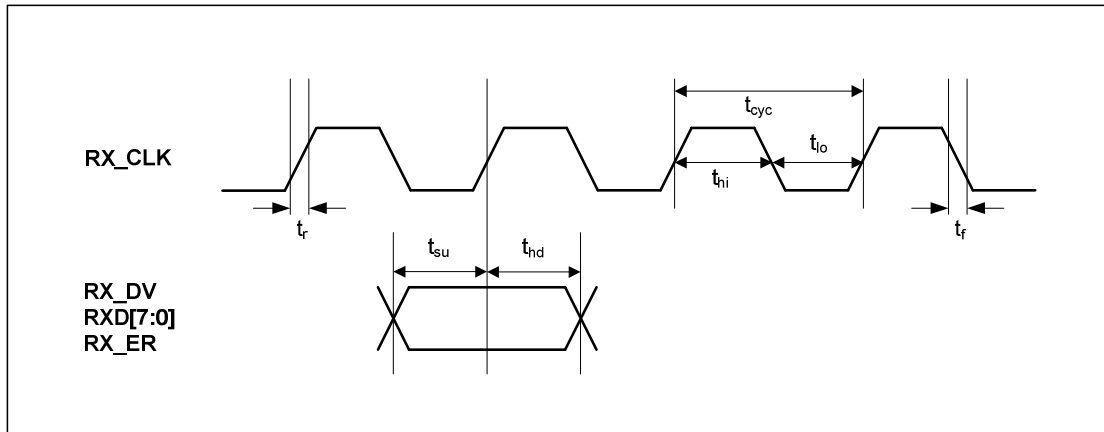 t_cyc
RX_CLK
t_hi
t_lo
t_r
t_f
t_su
t_hd
RX_DV
RXD[7:0]
RX_ER